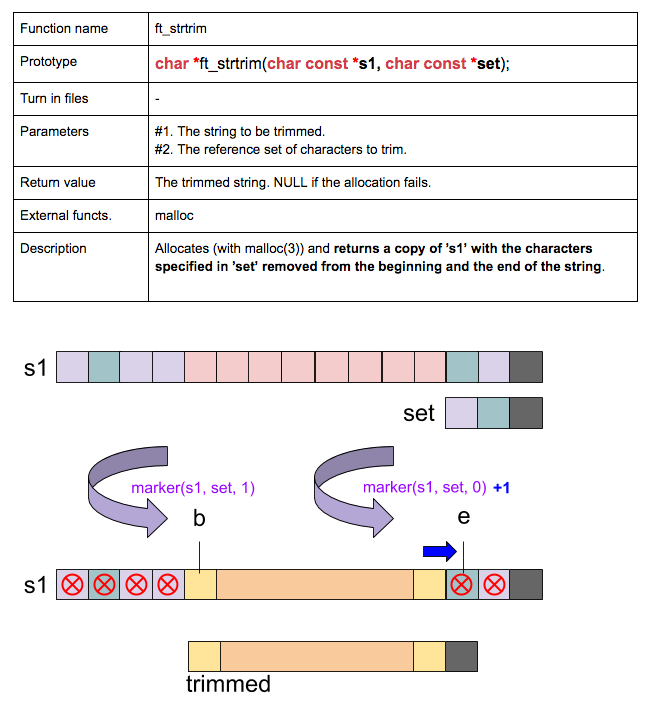 Function name ft_strtrim
Prototype char *ft_strtrim(char const *s1, char const *set);
Turn in files -
Parameters #1. The string to be trimmed.
#2. The reference set of characters to trim.
Return value The trimmed string. NULL if the allocation fails.
External functs. malloc
Description Allocates (with malloc(3)) and returns a copy of ’s1’ with the characters
specified in ’set’ removed from the beginning and the end of the string.
s1
set
marker(s1, set, 1) marker(s1, set, 0) +1
b e
s1
trimmed